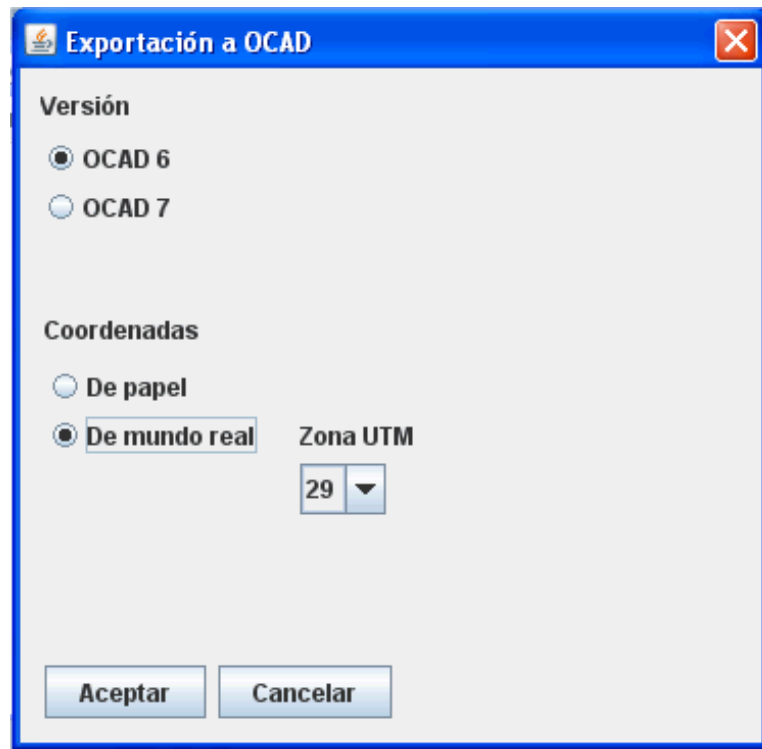 Exportación a OCAD
Versión
OCAD 6
OCAD 7
Coordenadas
De papel
De mundo real
Zona UTM
29
Aceptar
Cancelar